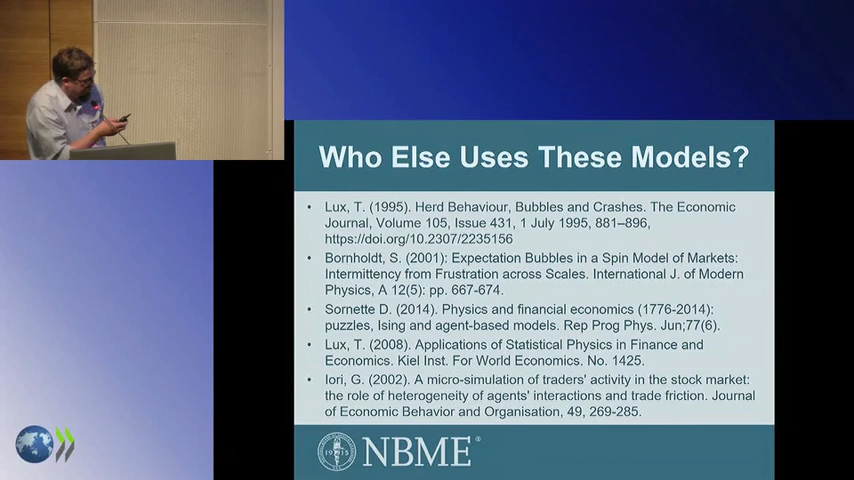 Who Else Uses These Models?
• Lux, T. (1995). Herd Behaviour, Bubbles and Crashes. The Economic
Journal, Volume 105, Issue 431, 1 July 1995, 881–896,
https://doi.org/10.2307/2235156
• Bornholdt, S. (2001): Expectation Bubbles in a Spin Model of Markets:
Intermittency from Frustration across Scales. International J. of Modern
Physics, A 12(5): pp. 667-674.
• Sornette D. (2014). Physics and financial economics (1776-2014):
puzzles, Ising and agent-based models. Rep Prog Phys. Jun;77(6).
• Lux, T. (2008). Applications of Statistical Physics in Finance and
Economics. Kiel Inst. For World Economics. No. 1425.
• Iori, G. (2002). A micro-simulation of traders' activity in the stock market:
the role of heterogeneity of agents' interactions and trade friction. Journal
of Economic Behavior and Organisation, 49, 269-285.
NBME®